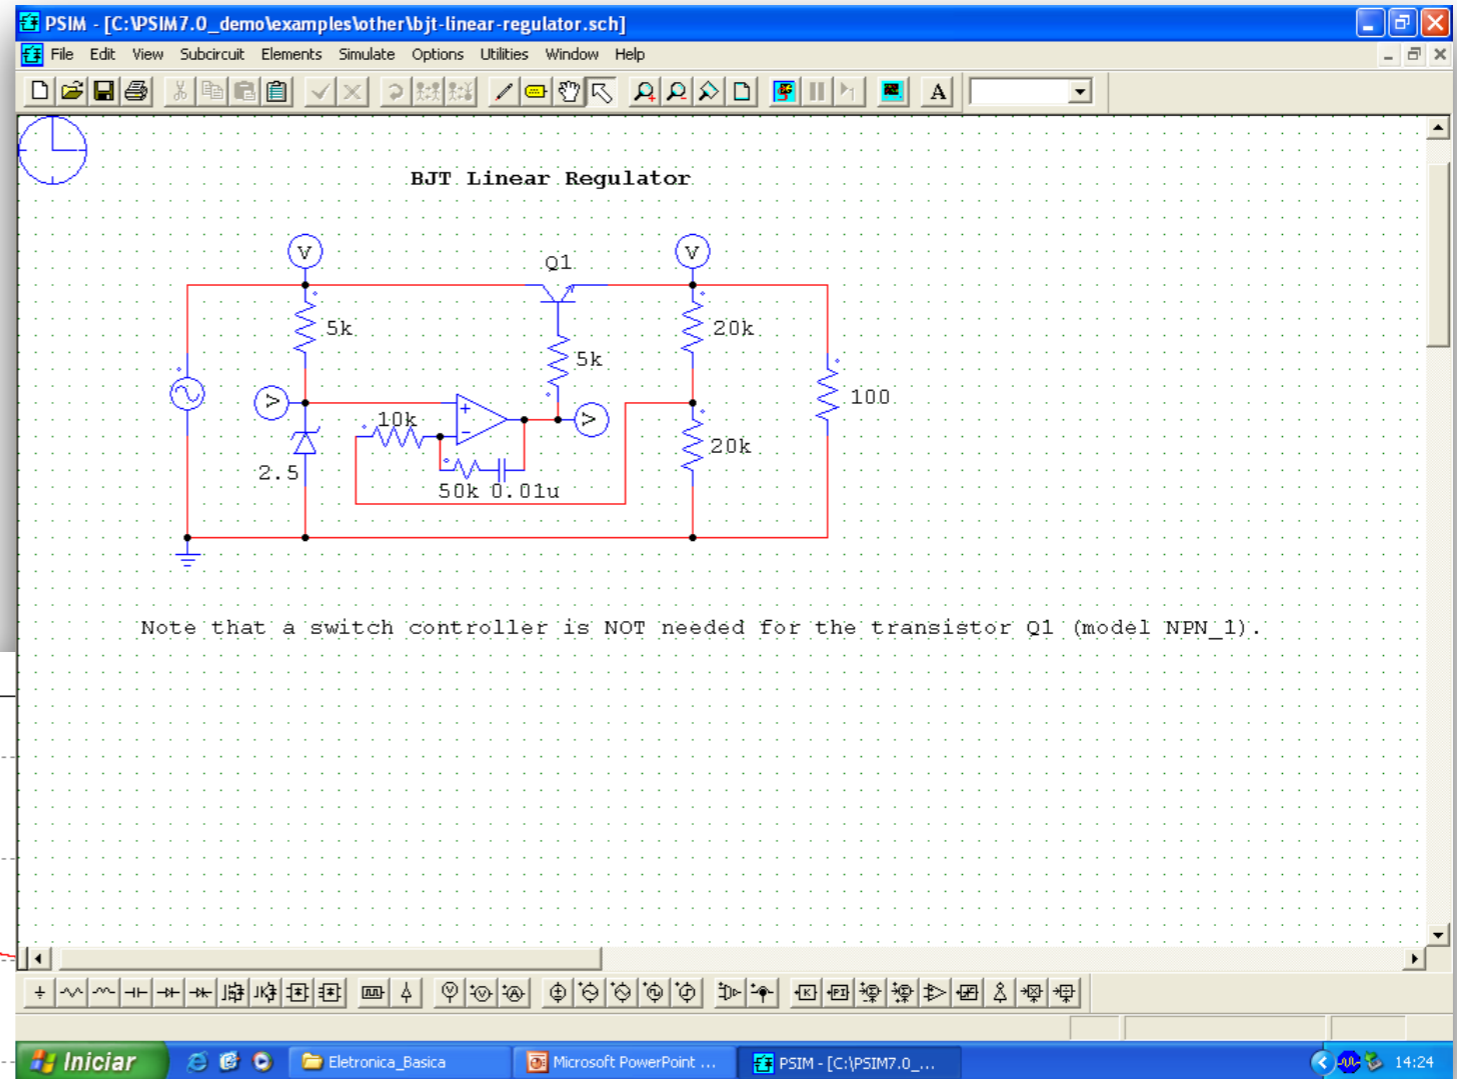 PSIM - [C:\PSIM7.0_demo\examples\other\bjt-linear-regulator.sch]
File Edit View Subcircuit Elements Simulate Options Utilities Window Help
A
BJT Linear Regulator
V
V
Q1
5k
20k
5k
V
10k
V
100
20k
2.5
50k 0.01u
Note that a switch controller is NOT needed for the transistor Q1 (model NPN_1).
Iniciar
Eletronica_Basica
Microsoft PowerPoint ...
PSIM - [C:\PSIM7.0_...
14:24